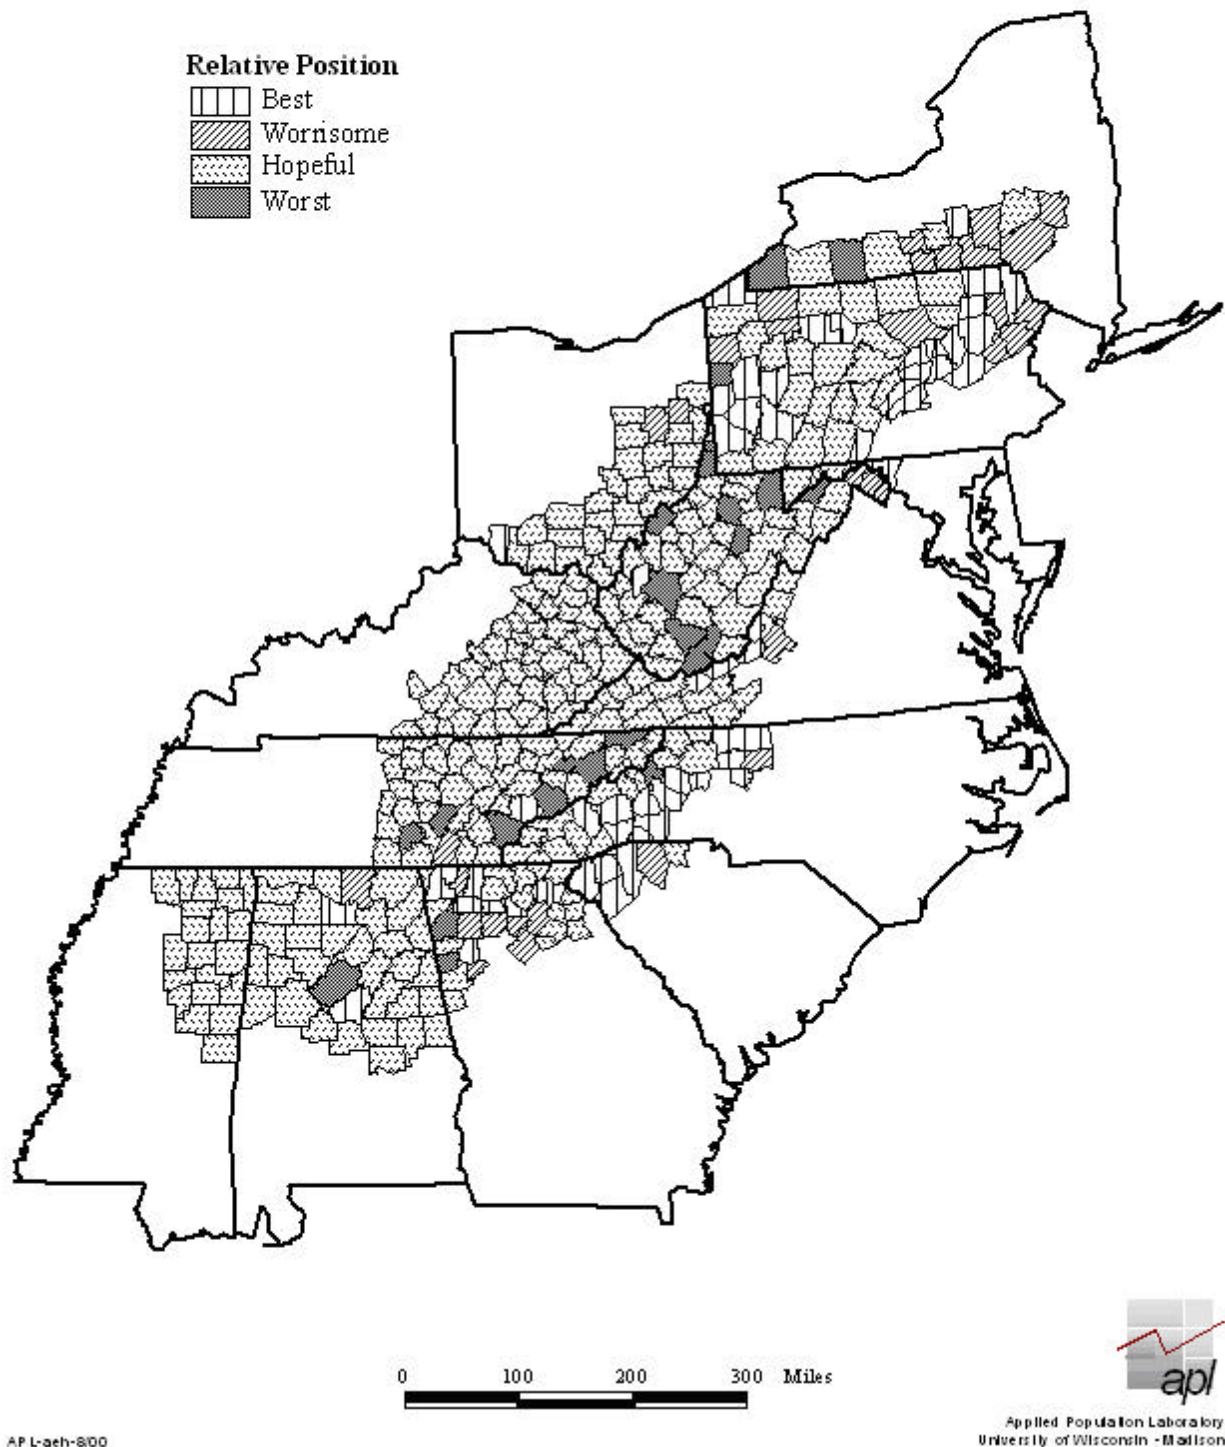 Relative Position
Best
Worrisome
Hopeful
Worst
0 100 200 300 Miles
apl
Applied Population Laboratory
University of Wisconsin - Madison
APL-aeh-8/00